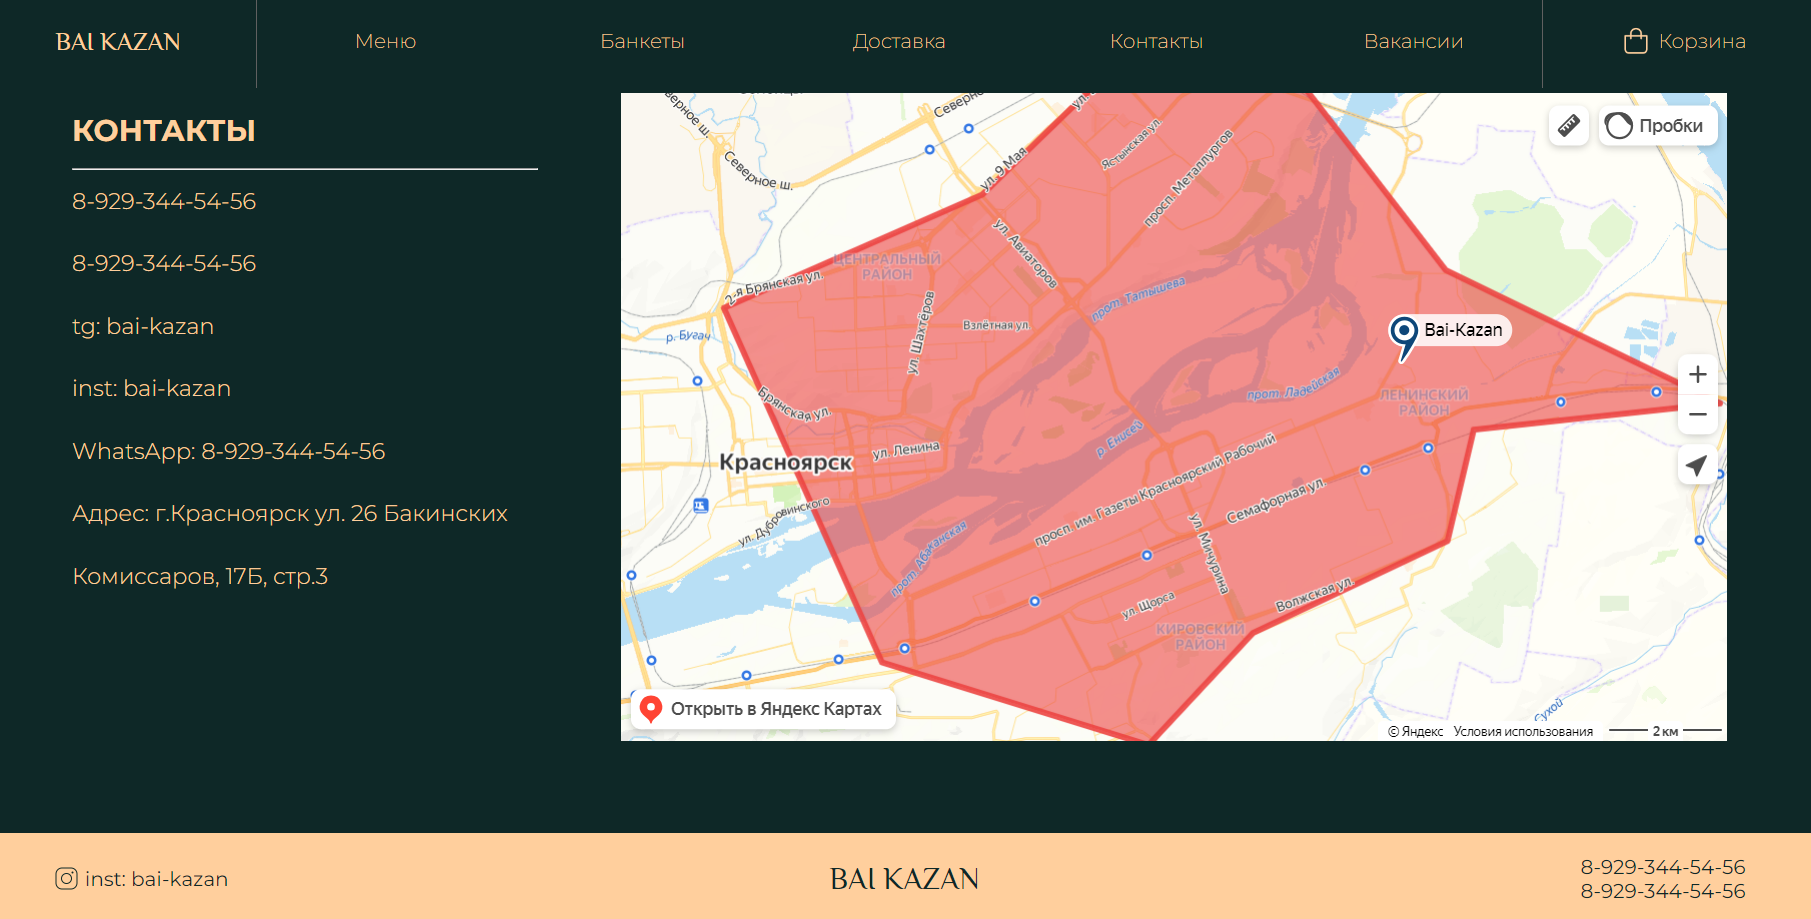 BAI KAZAN
Меню
Банкеты
Доставка
Контакты
Вакансии
Корзина
КОНТАКТЫ
8-929-344-54-56
8-929-344-54-56
tg: bai-kazan
inst: bai-kazan
WhatsApp: 8-929-344-54-56
Адрес: г.Красноярск ул. 26 Бакинских
Комиссаров, 17Б, стр.3
Северное ш.
Северное
ул. 9 Мая
Ястынская ул.
просп. Металлургов
Пробки
ул. Авиаторов
ЦЕНТРАЛЬНЫЙ
РАЙОН
2-я Брянская ул.
прот. Татышева
р. Бугач
ул. Шахтёров
Взлётная ул.
Bai-Kazan
Брянская ул.
прот. Ладейская
ЛЕНИНСКИЙ
РАЙОН
р. Енисей
ул. Ленина
Красноярск
просп. им. Газеты Красноярский Рабочий
Семафорная ул.
ул. Дубровинского
прот. Абаканская
ул. Мичурина
Волжская ул.
ул. Щорса
КИРОВСКИЙ
РАЙОН
Сухой
Открыть в Яндекс Картах
© Яндекс Условия использования 2 км
inst: bai-kazan
BAI KAZAN
8-929-344-54-56
8-929-344-54-56